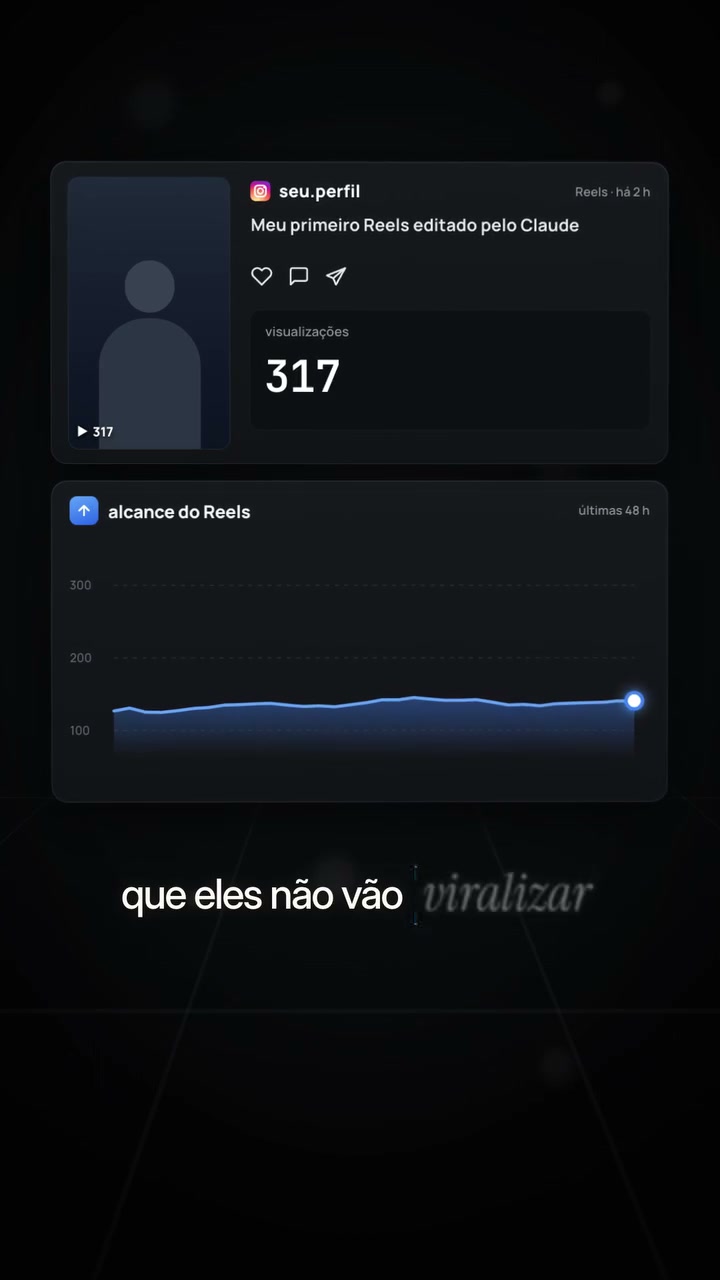 seu.perfil
Reels · há 2 h
Meu primeiro Reels editado pelo Claude
visualizações
317
317
alcance do Reels
últimas 48 h
300
200
100
que eles não vão viralizar